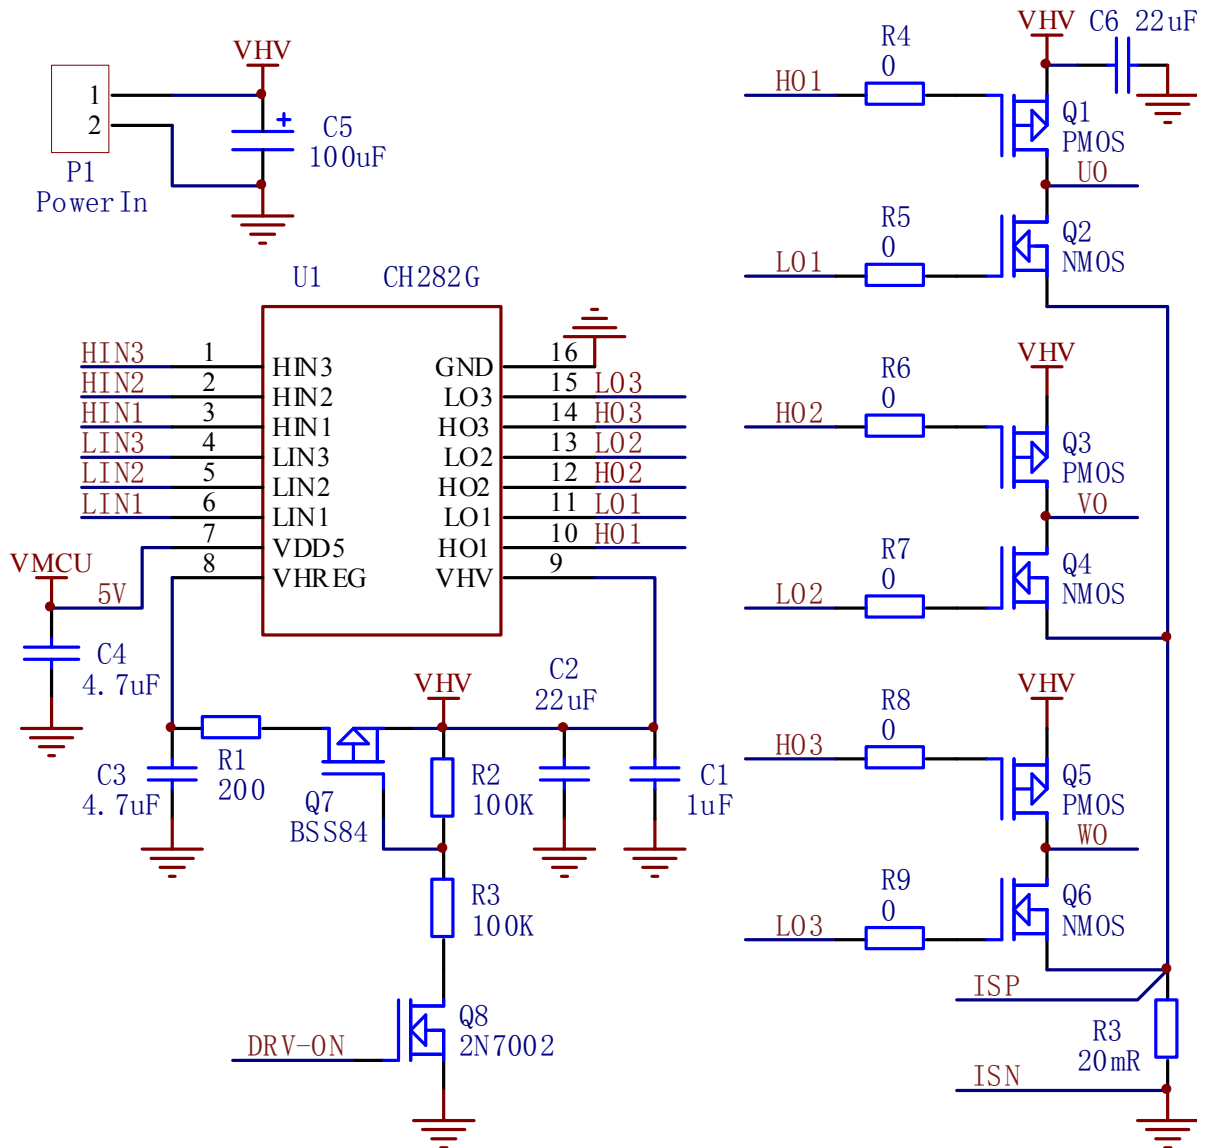 VHV
1
2
+
C5
100uF
P1
PowerIn
U1 CH282G
HIN3 1 HIN3
HIN2 2 HIN2
HIN1 3 HIN1
LIN3 4 LIN3
LIN2 5 LIN2
LIN1 6 LIN1
7 VDD5
8 VHREG
GND 16
LO3 15 LO3
HO3 14 HO3
LO2 13 LO2
HO2 12 HO2
LO1 11 LO1
HO1 10 HO1
VHV 9
VMCU
5V
C4
4.7uF
C3
4.7uF
R1
200
Q7
BSS84
VHV
R2
100K
C2
22uF
C1
1uF
R3
100K
Q8
2N7002
DRV-ON
VHV
C6 22uF
R4
0
HO1
Q1
PMOS
UO
R5
0
LO1
Q2
NMOS
VHV
R6
0
HO2
Q3
PMOS
VO
R7
0
LO2
Q4
NMOS
VHV
R8
0
HO3
Q5
PMOS
WO
R9
0
LO3
Q6
NMOS
ISP
R3
20mR
ISN